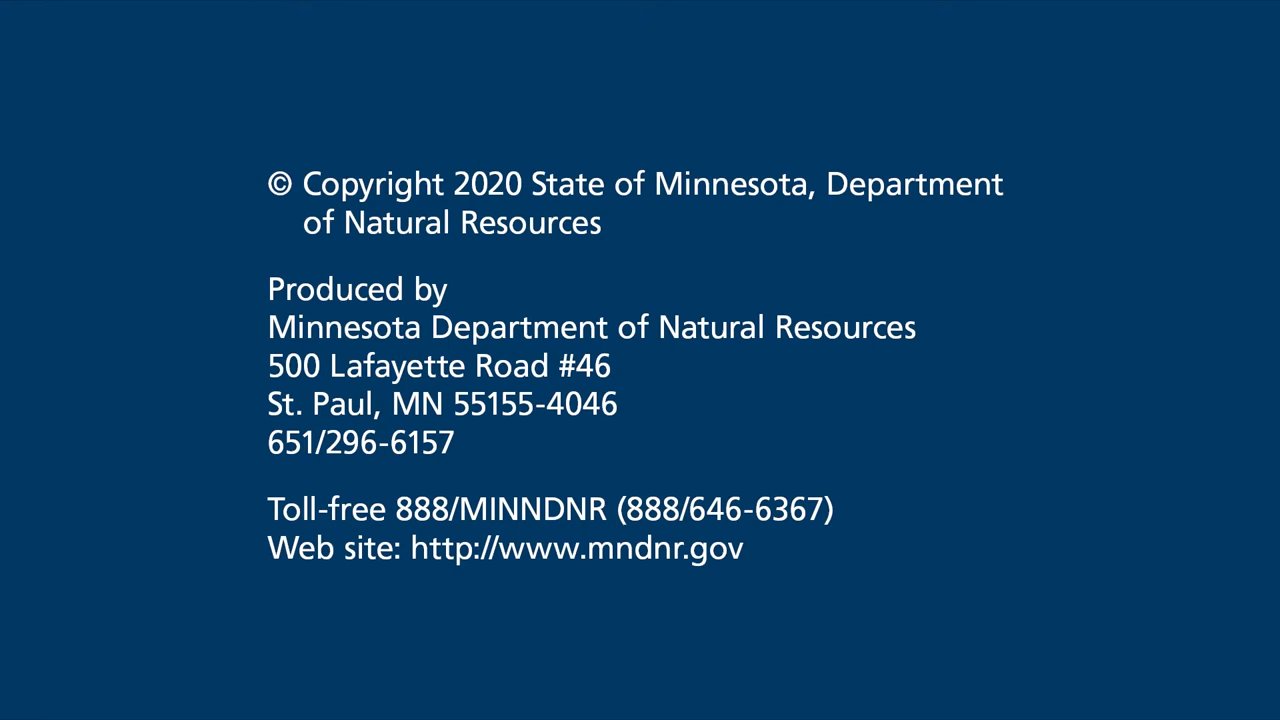 © Copyright 2020 State of Minnesota, Department
of Natural Resources
Produced by
Minnesota Department of Natural Resources
500 Lafayette Road #46
St. Paul, MN 55155-4046
651/296-6157
Toll-free 888/MINNDNR (888/646-6367)
Web site: http://www.mndnr.gov